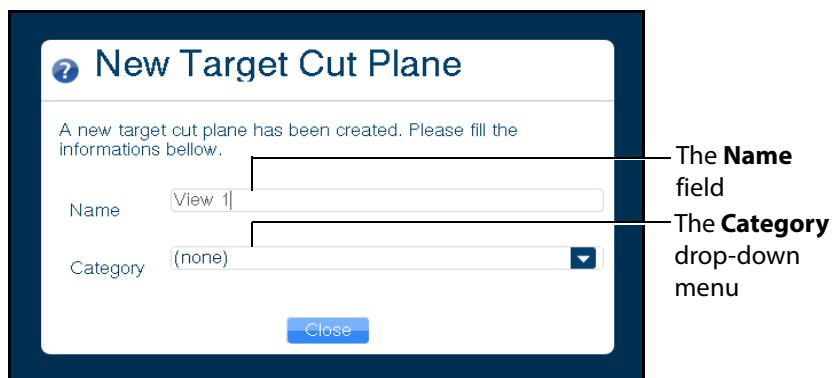 New Target Cut Plane
A new target cut plane has been created. Please fill the
informations bellow.
Name
View 1
Category
(none)
Close
The Name
field
The Category
drop-down
menu